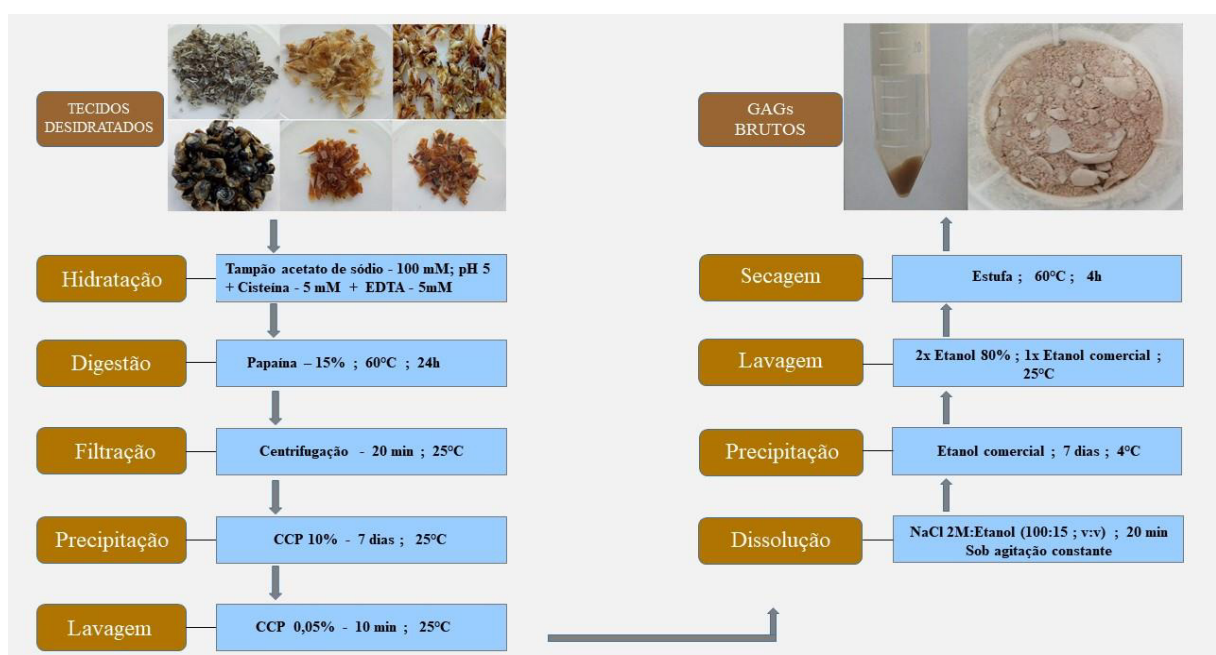 TECIDOS
DESIDRATADOS
Hidratação
Tampão acetato de sódio - 100 mM; pH 5
+ Cisteína - 5 mM + EDTA - 5mM
Digestão
Papaína – 15% ; 60°C ; 24h
Filtração
Centrifugação - 20 min ; 25°C
Precipitação
CCP 10% - 7 dias ; 25°C
Lavagem
CCP 0,05% - 10 min ; 25°C
GAGs
BRUTOS
Secagem
Estufa ; 60°C ; 4h
Lavagem
2x Etanol 80% ; 1x Etanol comercial ;
25°C
Precipitação
Etanol comercial ; 7 dias ; 4°C
Dissolução
NaCl 2M:Etanol (100:15 ; v:v) ; 20 min
Sob agitação constante